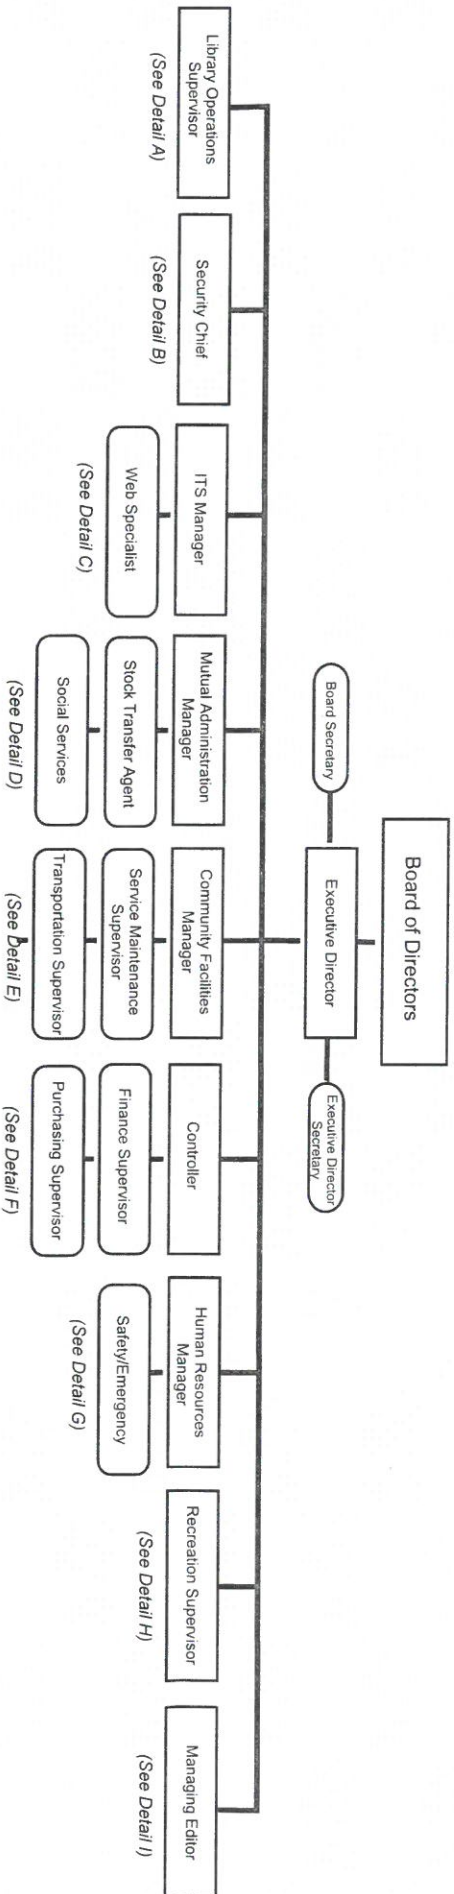 Board of Directors
Board Secretary
Executive Director
Executive Director
Secretary
Library Operations
Supervisor
(See Detail A)
Security Chief
(See Detail B)
ITS Manager
Web Specialist
(See Detail C)
Mutual Administration
Manager
Stock Transfer Agent
Social Services
(See Detail D)
Community Facilities
Manager
Service Maintenance
Supervisor
Transportation Supervisor
(See Detail E)
Controller
Finance Supervisor
Purchasing Supervisor
(See Detail F)
Human Resources
Manager
Safety/Emergency
(See Detail G)
Recreation Supervisor
(See Detail H)
Managing Editor
(See Detail I)